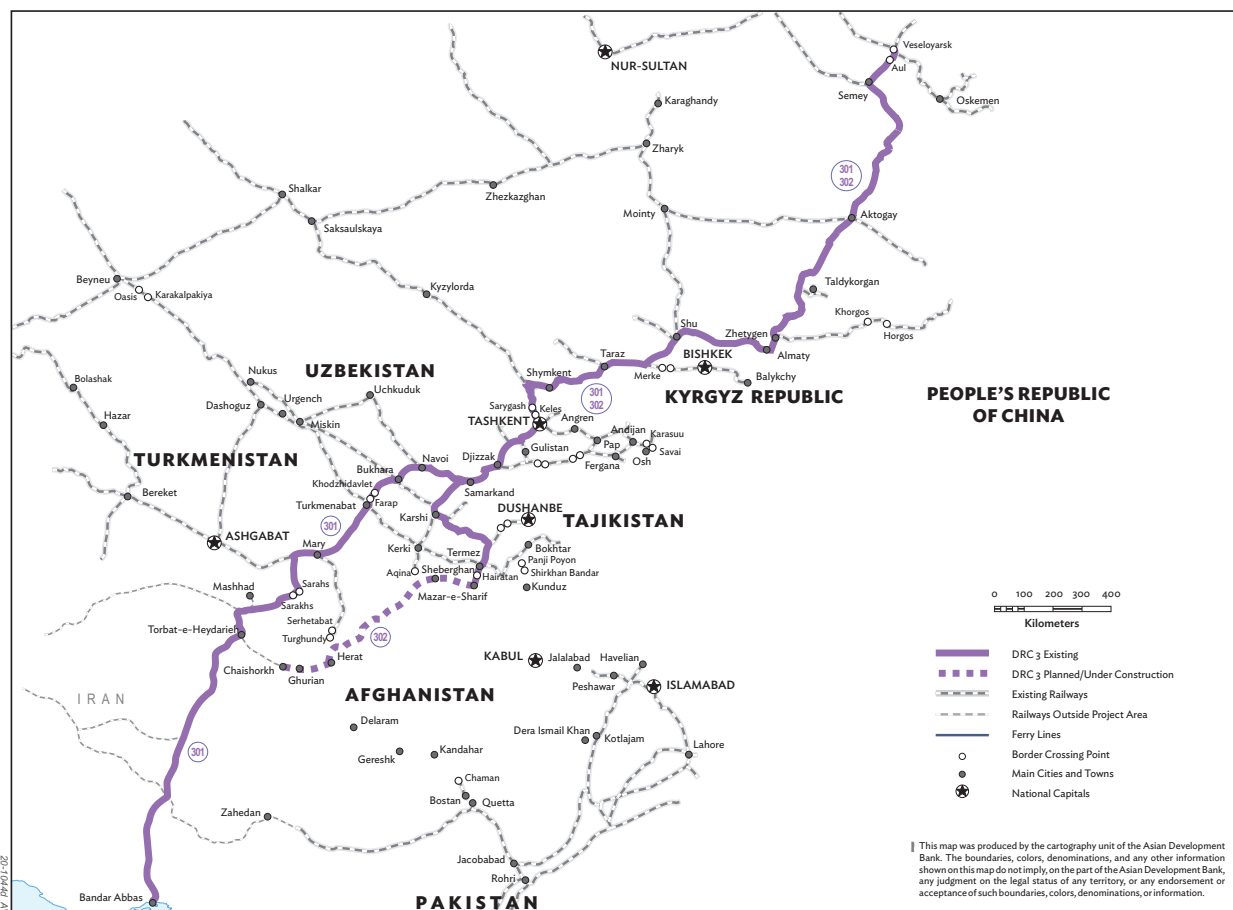 Veseloyarsk
Aul
NUR-SULTAN
Semey
Oskemen
Karaghandy
Zharyk
301
302
Shalkar
Zhezkazghan
Mointy
Saksaulskaya
Aktogay
Beyneu
Oasis
Karakalpakiya
Kyzylorda
Taldykorgan
Khorgos
Horgos
Shu
Zhetygen
Almaty
Taraz
BISHKEK
Merke
Balykchy
KYRGYZ REPUBLIC
PEOPLE'S REPUBLIC
OF CHINA
Shymkent
301
302
Nukus
UZBEKISTAN
Uchkuduk
Bolashak
Urgench
Dashoguz
Miskin
Hazar
Sarygash
Keles
TASHKENT
Angren
Andijan
Karasuu
Pap
Savai
Gulistan
Fergana
Osh
TURKMENISTAN
Navoi
Djizzak
Bukhara
Khodzhidavlet
Samarkand
Bereket
Turkmenabat
Farap
DUSHANBE
Karshi
TAJIKISTAN
301
ASHGABAT
Mary
Kerki
Termez
Bokhtar
Panji Poyon
Aqina
Sheberghan
Hairatan
Shirkhan Bandar
Mashhad
Sarahs
Sarakhs
Mazar-e-Sharif
Kunduz
Serhetabat
Torbat-e-Heydarieh
Turghundy
302
Herat
Chaishorkh
Ghurian
KABUL
Jalalabad
Havelian
Peshawar
ISLAMABAD
AFGHANISTAN
IRAN
Delaram
Dera Ismail Khan
Kotlajam
Lahore
301
Gereshk
Kandahar
Chaman
Bostan
Quetta
Zahedan
Jacobabad
Rohri
Bandar Abbas
PAKISTAN
0 60 100 200 300 400
Kilometers
DRC 3 Existing
DRC 3 Planned/Under Construction
Existing Railways
Railways Outside Project Area
Ferry Lines
Border Crossing Point
Main Cities and Towns
National Capitals
This map was produced by the cartography unit of the Asian Development
Bank. The boundaries, colors, denominations, and any other information
shown on this map do not imply, on the part of the Asian Development Bank,
any judgment on the legal status of any territory, or any endorsement or
acceptance of such boundaries, colors, denominations, or information.